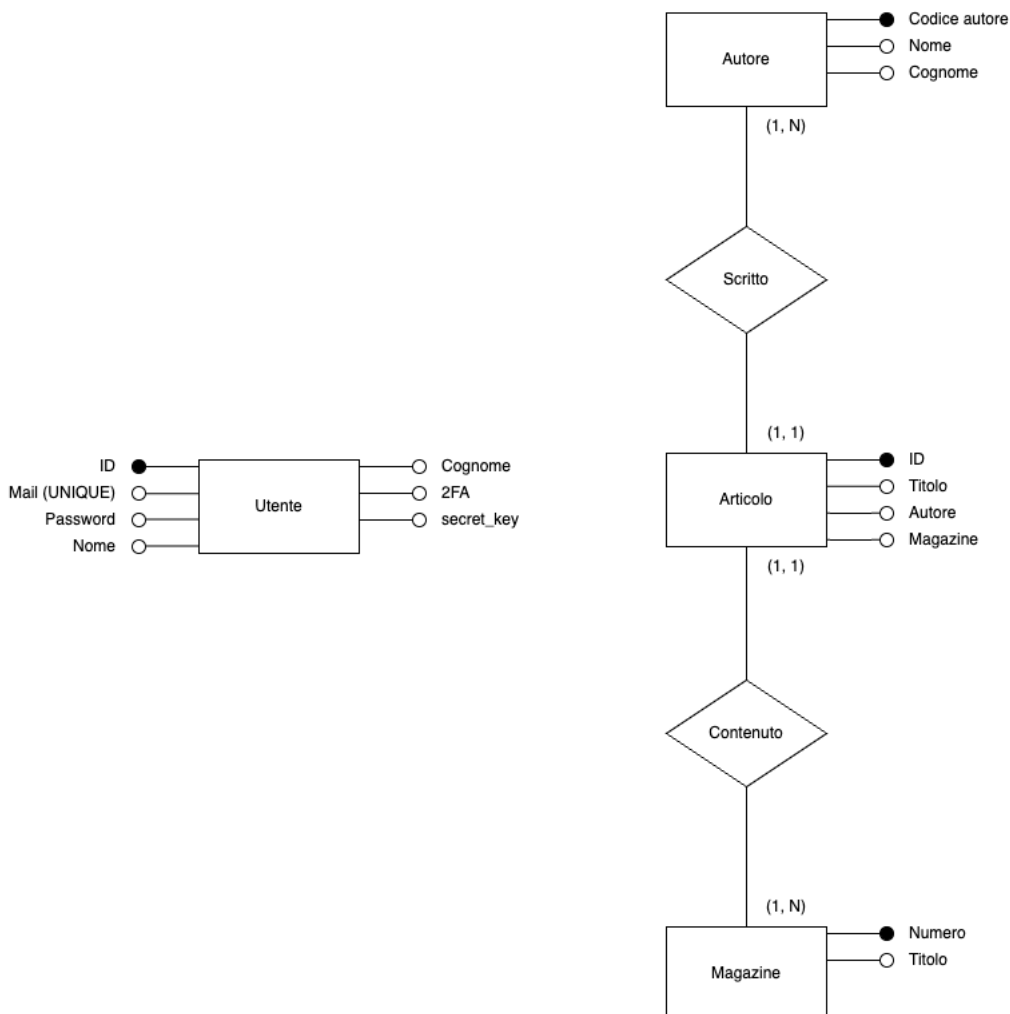 Autore
Codice autore
Nome
Cognome
(1, N)
Scritto
(1, 1)
Articolo
ID
Titolo
Autore
Magazine
(1, 1)
Utente
ID
Mail (UNIQUE)
Password
Nome
Cognome
2FA
secret_key
Contenuto
(1, N)
Magazine
Numero
Titolo